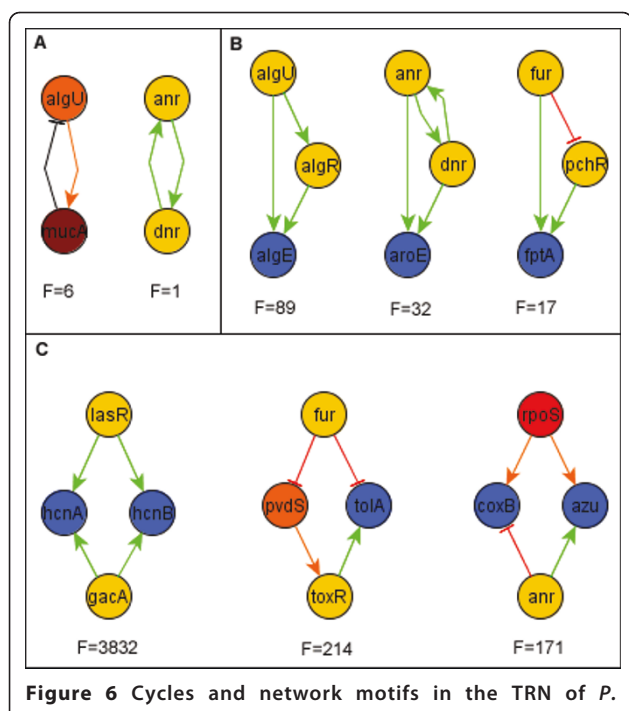 A
algU
anr
mucA
dnr
F=6
F=1
B
algU
anr
fur
algR
dnr
pchR
algE
aroE
fptA
F=89
F=32
F=17
C
lasR
fur
rpoS
hcnA
hcnB
pvdS
tolA
coxB
azu
gacA
toxR
anr
F=3832
F=214
F=171
Figure 6 Cycles and network motifs in the TRN of P.